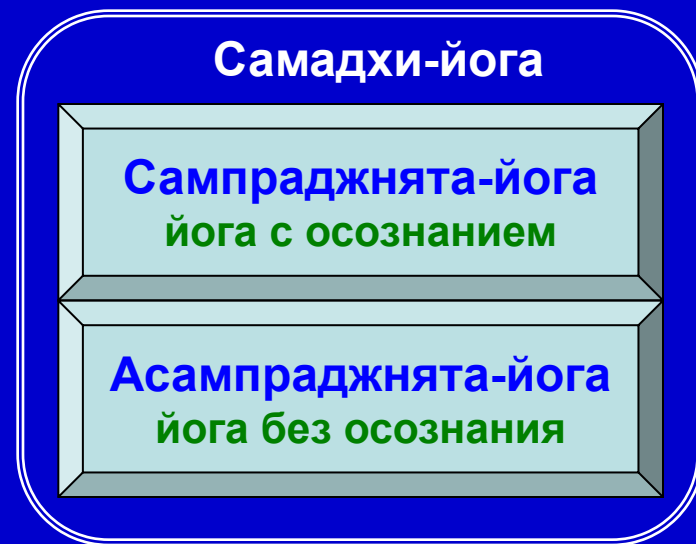 Самадхи-йога
Сампраджнята-йога
йога с осознанием
Асампраджнята-йога
йога без осознания